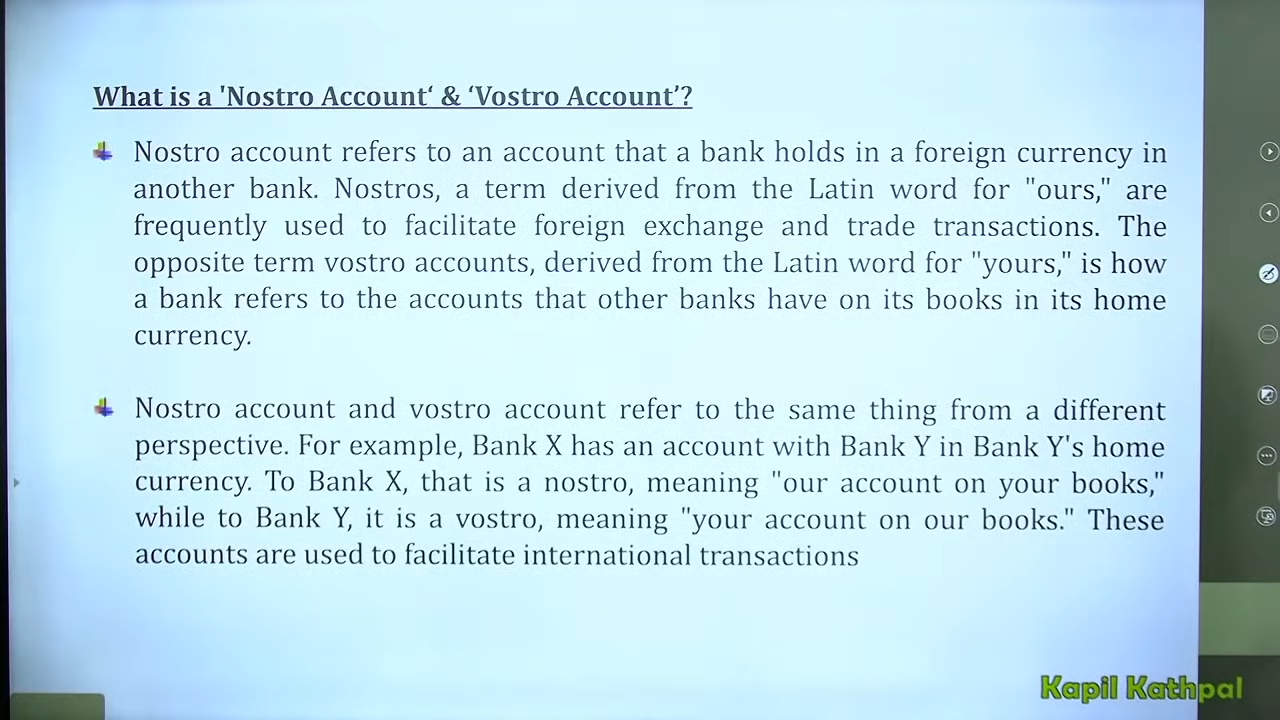 What is a 'Nostro Account‘ & ‘Vostro Account’?
Nostro account refers to an account that a bank holds in a foreign currency in
another bank. Nostros, a term derived from the Latin word for "ours," are
frequently used to facilitate foreign exchange and trade transactions. The
opposite term vostro accounts, derived from the Latin word for "yours," is how
a bank refers to the accounts that other banks have on its books in its home
currency.
Nostro account and vostro account refer to the same thing from a different
perspective. For example, Bank X has an account with Bank Y in Bank Y's home
currency. To Bank X, that is a nostro, meaning "our account on your books,"
while to Bank Y, it is a vostro, meaning "your account on our books." These
accounts are used to facilitate international transactions
Kapil Kathpal